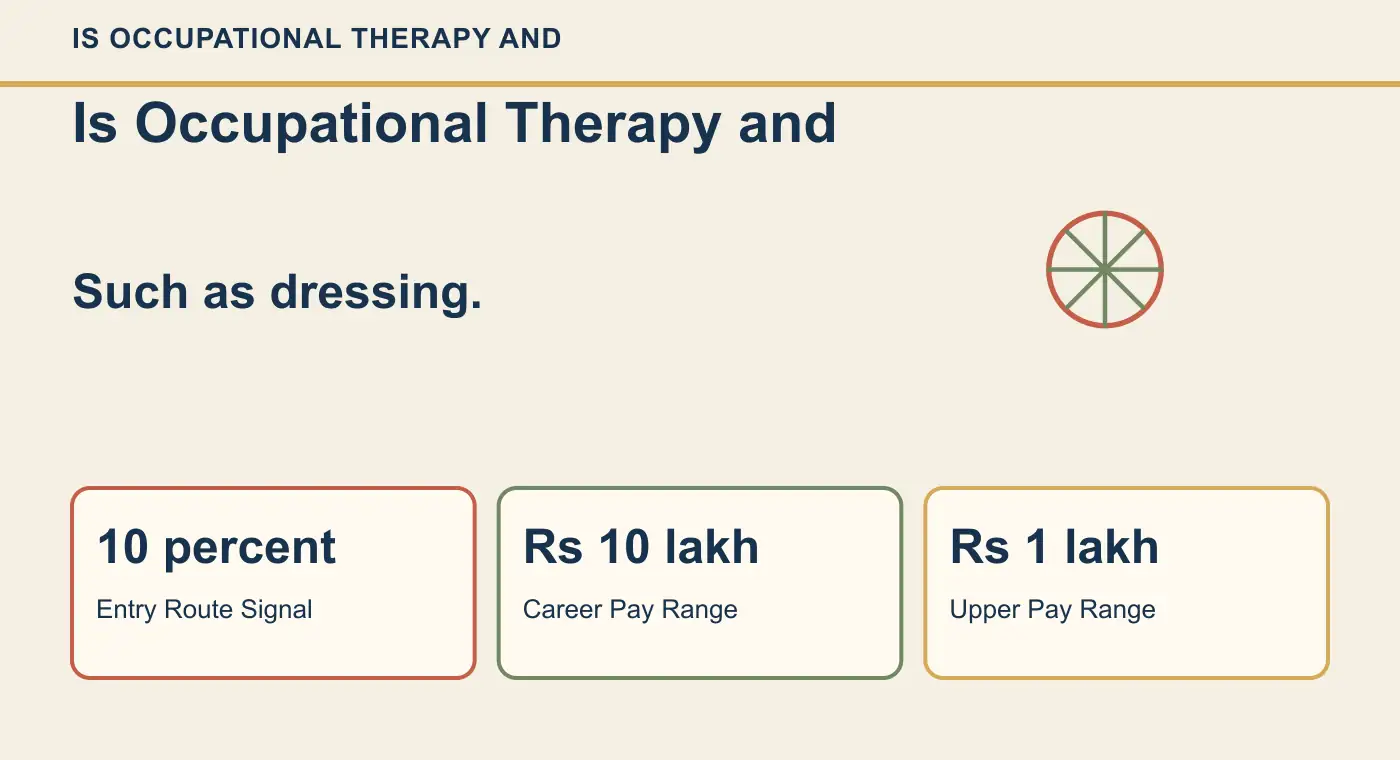 IS OCCUPATIONAL THERAPY AND
Is Occupational Therapy and
Such as dressing.
10 percent
Entry Route Signal
Rs 10 lakh
Career Pay Range
Rs 1 lakh
Upper Pay Range